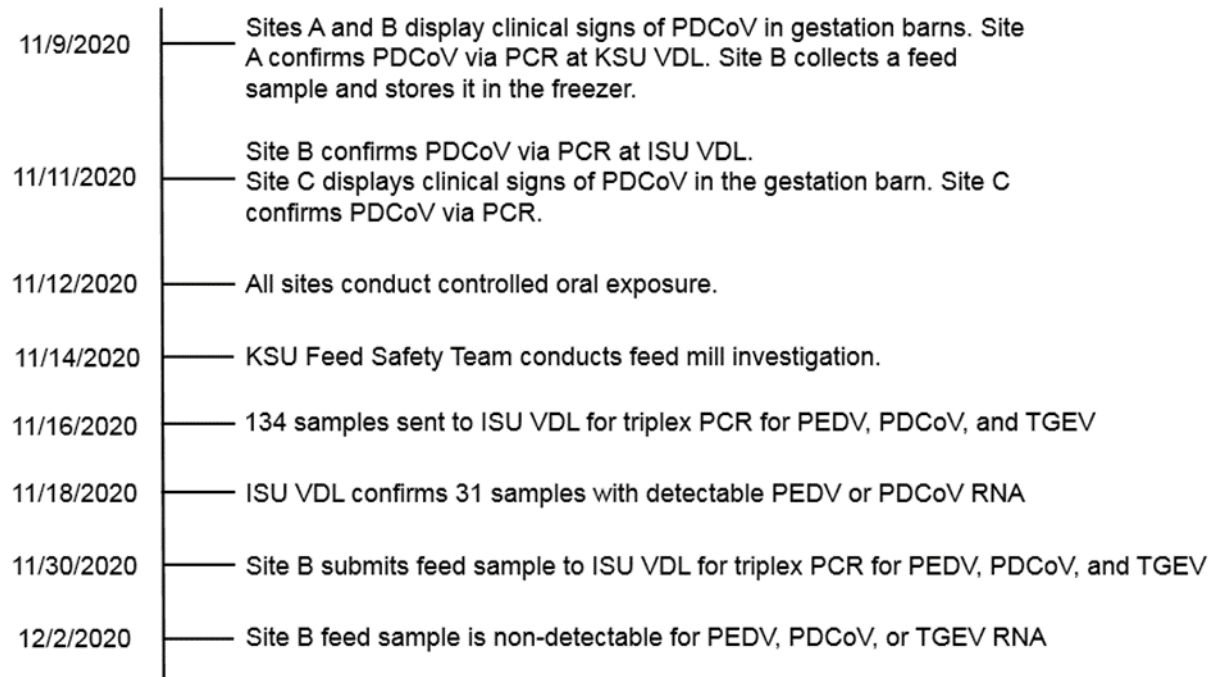 11/9/2020
Sites A and B display clinical signs of PDCoV in gestation barns. Site
A confirms PDCoV via PCR at KSU VDL. Site B collects a feed
sample and stores it in the freezer.
11/11/2020
Site B confirms PDCoV via PCR at ISU VDL.
Site C displays clinical signs of PDCoV in the gestation barn. Site C
confirms PDCoV via PCR.
11/12/2020
All sites conduct controlled oral exposure.
11/14/2020
KSU Feed Safety Team conducts feed mill investigation.
11/16/2020
134 samples sent to ISU VDL for triplex PCR for PEDV, PDCoV, and TGEV
11/18/2020
ISU VDL confirms 31 samples with detectable PEDV or PDCoV RNA
11/30/2020
Site B submits feed sample to ISU VDL for triplex PCR for PEDV, PDCoV, and TGEV
12/2/2020
Site B feed sample is non-detectable for PEDV, PDCoV, or TGEV RNA